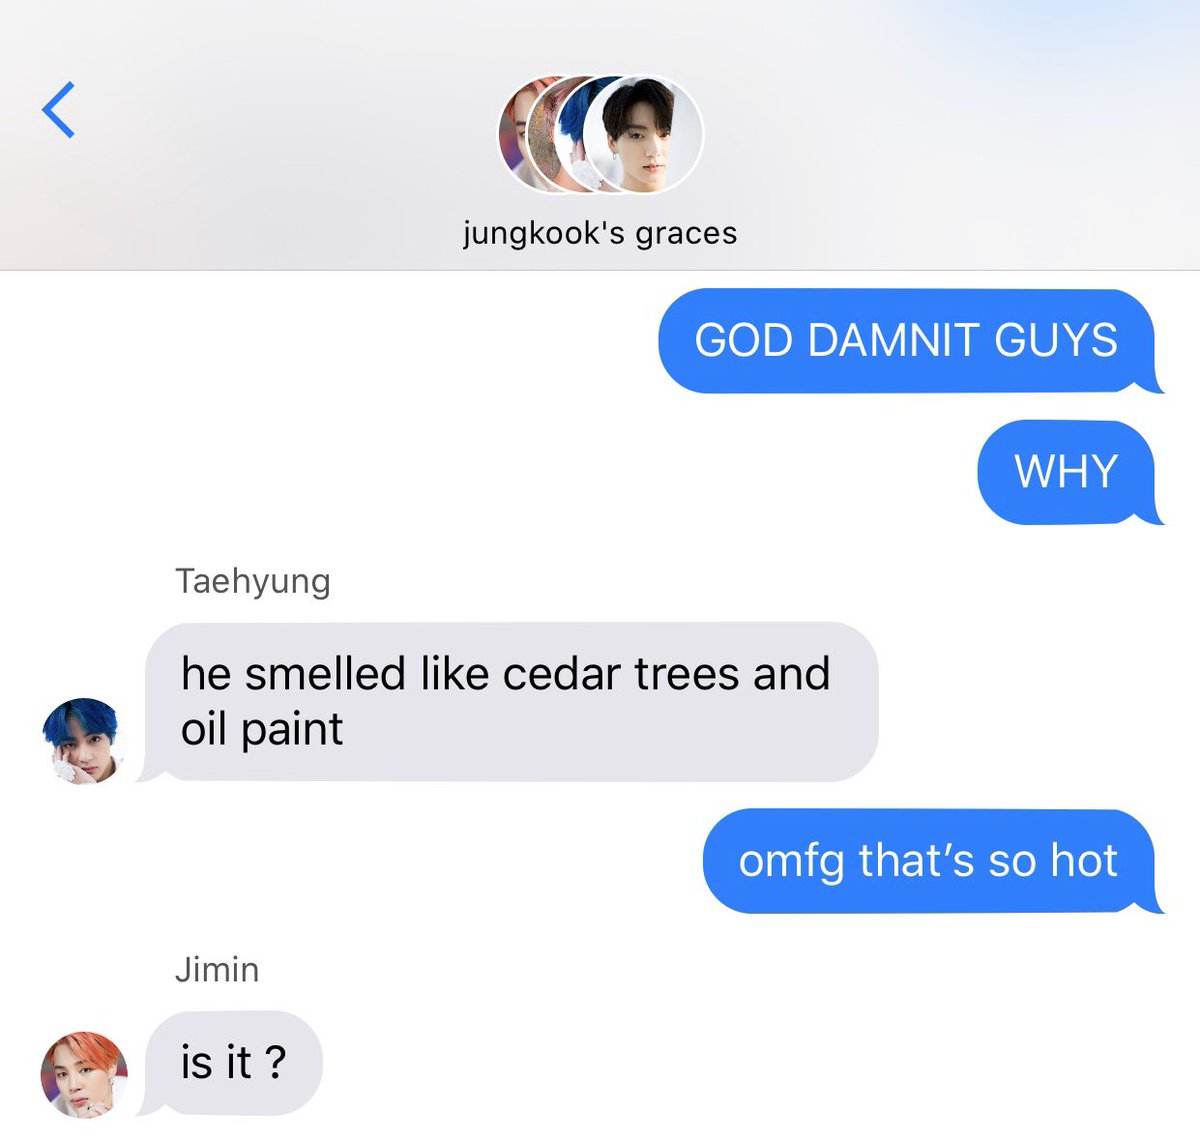 jungkook's graces
GOD DAMNIT GUYS
WHY
Taehyung
he smelled like cedar trees and
oil paint
omfg that’s so hot
Jimin
is it ?